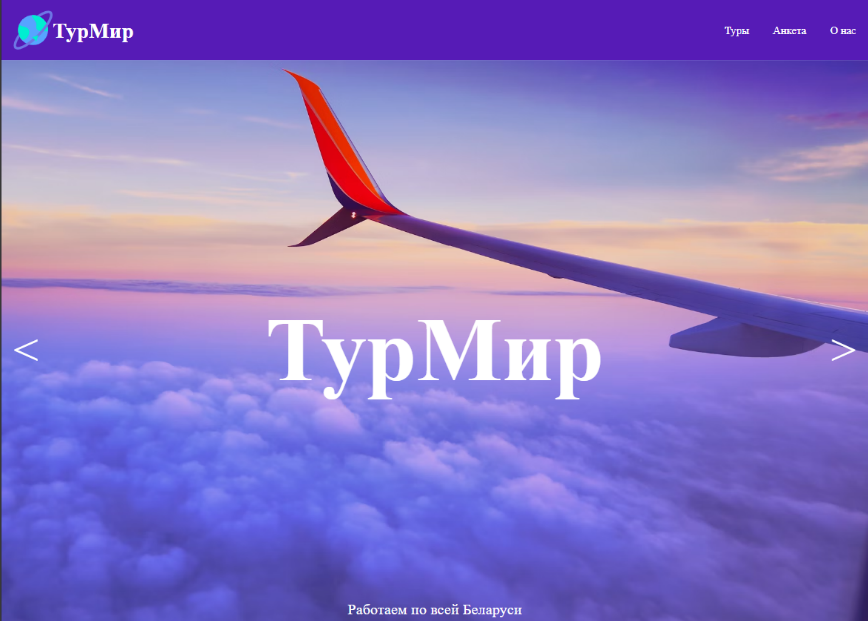 ТурМир
Туры
Анкета
О нас
ТурМир
<
>
Работаем по всей Беларуси